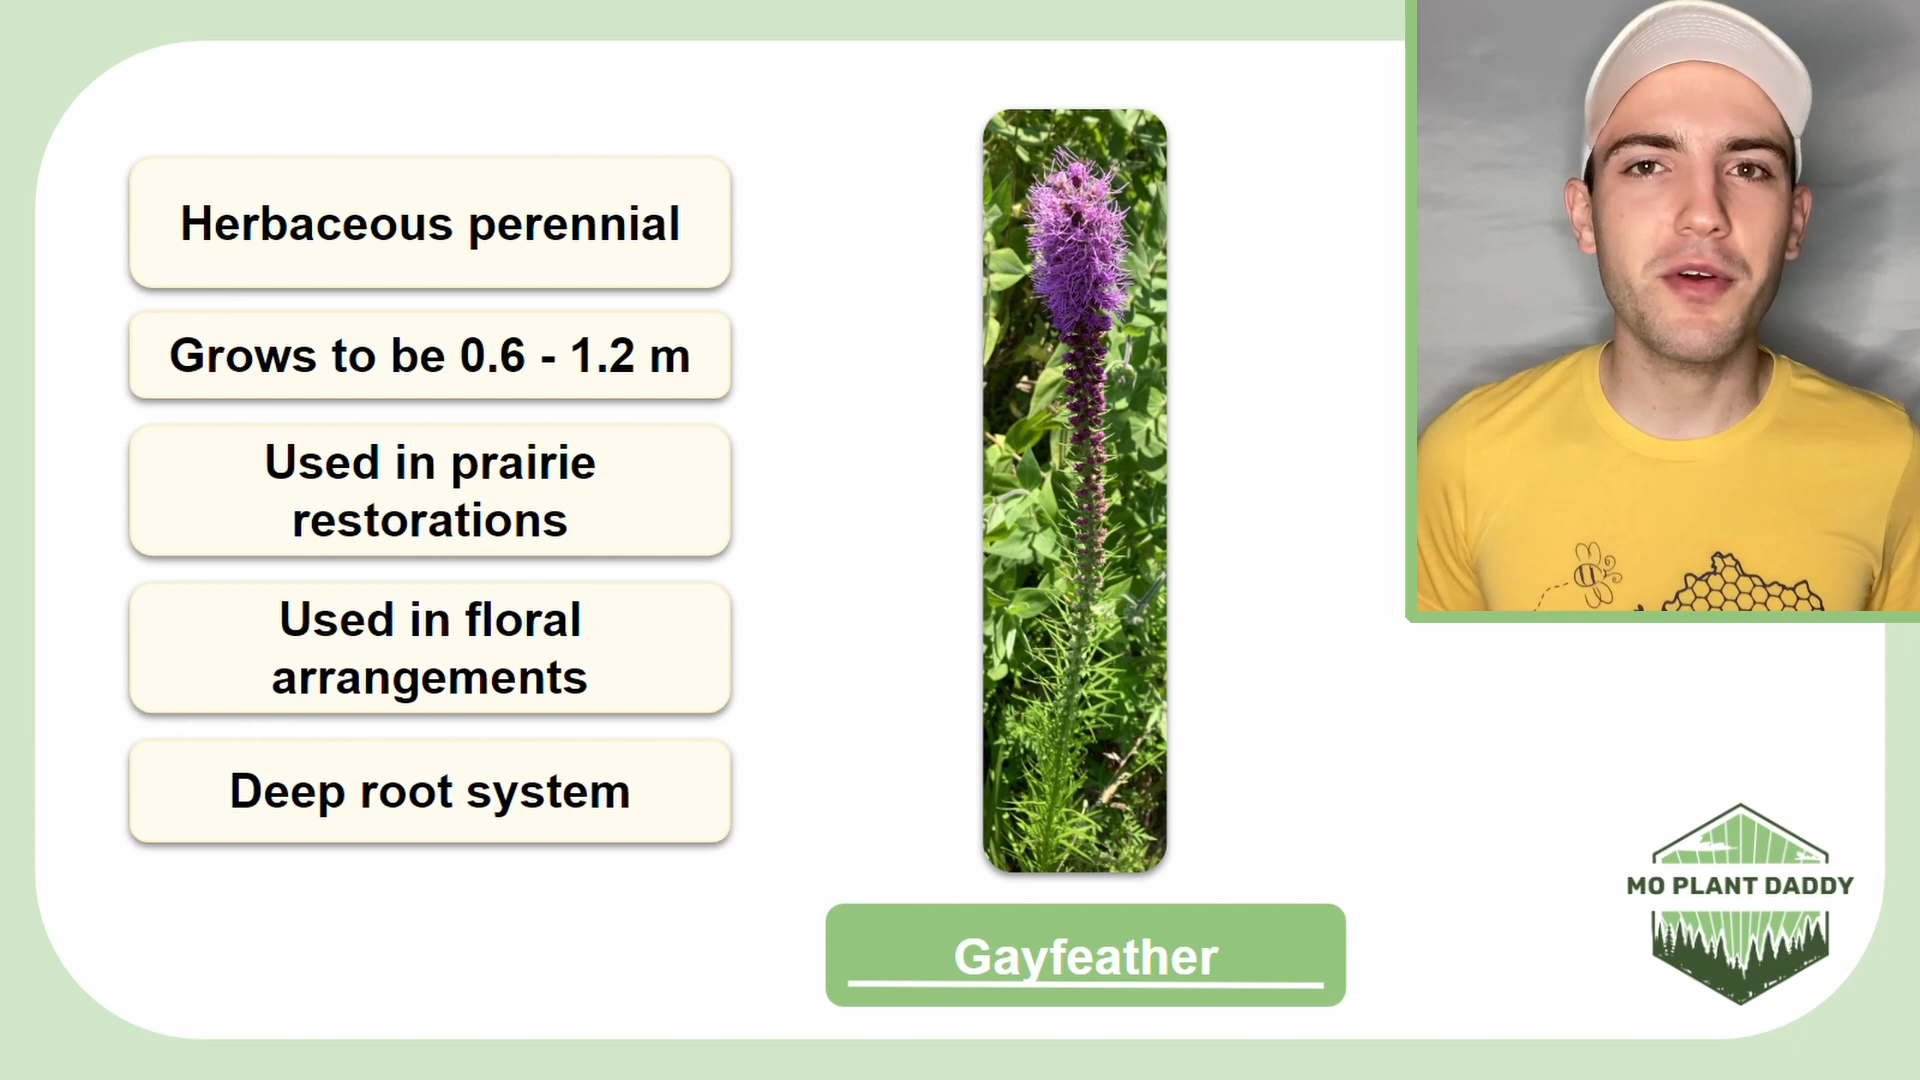 Herbaceous perennial
Grows to be 0.6 - 1.2 m
Used in prairie
restorations
Used in floral
arrangements
Deep root system
Gayfeather
MO PLANT DADDY